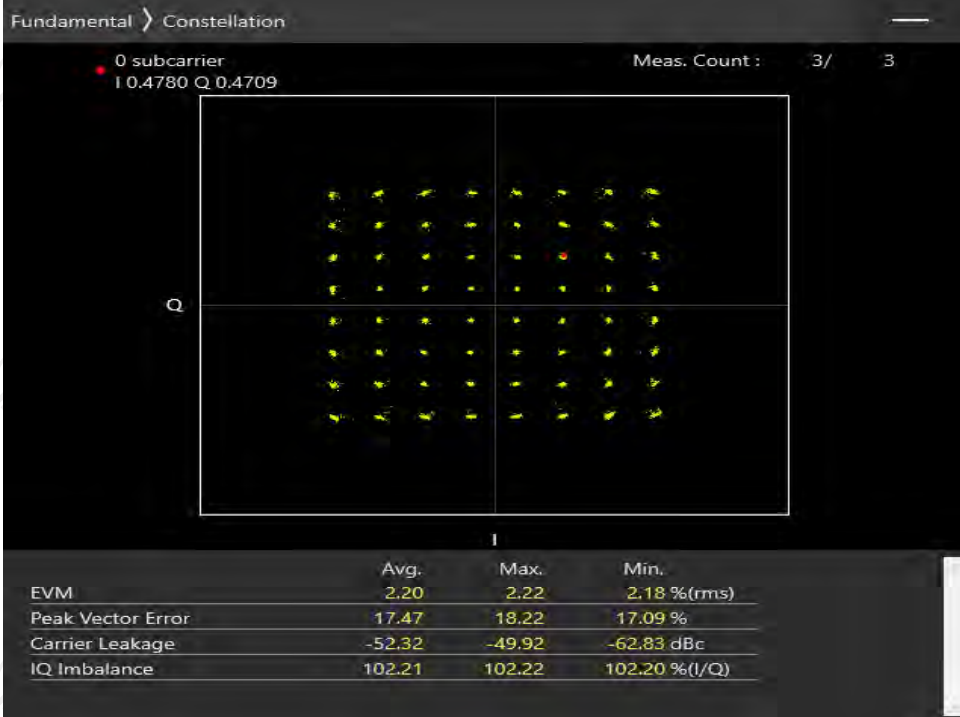 Fundamental 〉 Constellation
0 subcarrier
I 0.4780 Q 0.4709
Meas. Count : 3/ 3
Q
I
Avg. Max. Min.
EVM 2.20 2.22 2.18 %(rms)
Peak Vector Error 17.47 18.22 17.09 %
Carrier Leakage -52.32 -49.92 -62.83 dBc
IQ Imbalance 102.21 102.22 102.20 %(I/Q)